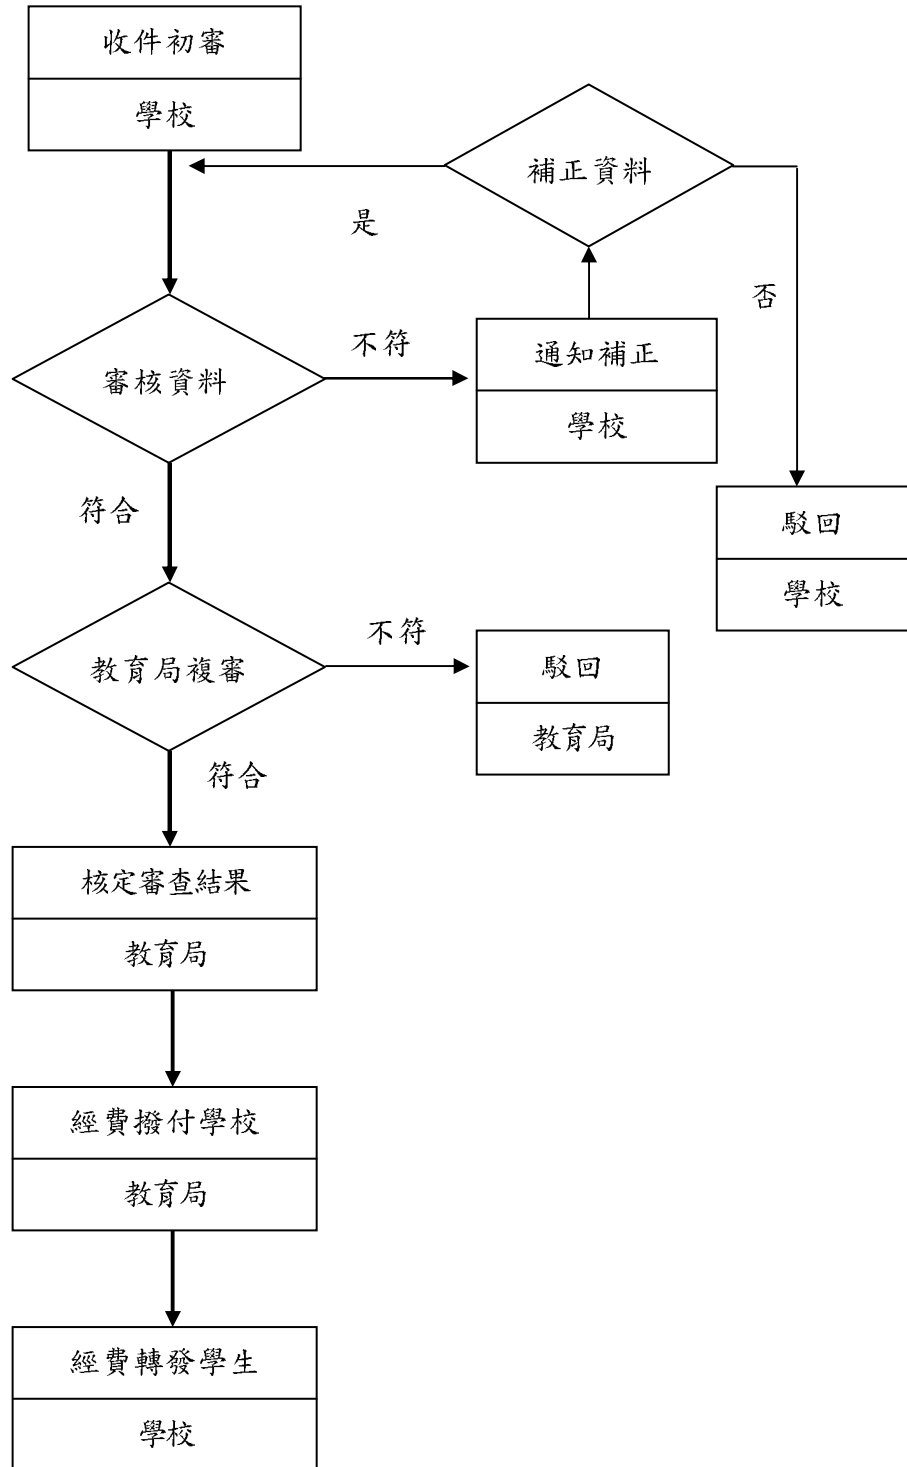 收件初審
學校
補正資料
是
否
不符
通知補正
審核資料
學校
符合
駁回
學校
不符
教育局複審
駁回
教育局
符合
核定審查結果
教育局
經費撥付學校
教育局
經費轉發學生
學校